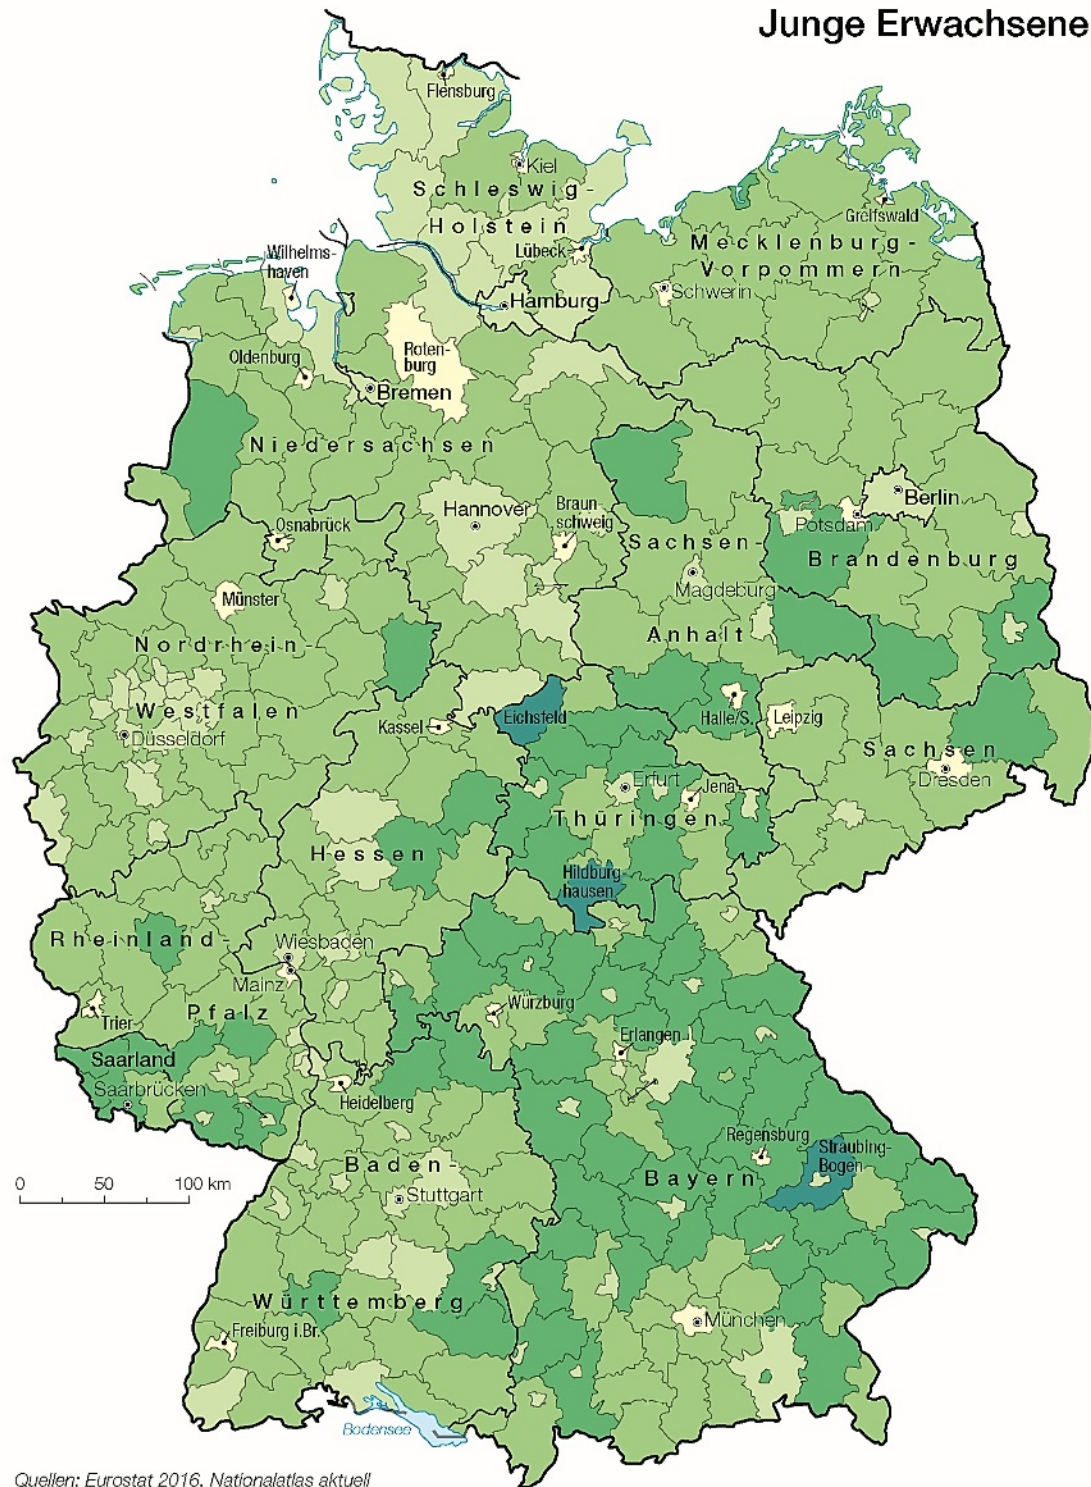 Junge Erwachsene
Flensburg
Kiel
Schleswig-
Holstein
Lübeck
Greifswald
Mecklenburg-
Vorpommern
Wilhelms-
haven
Schwerin
Hamburg
Roten-
burg
Oldenburg
Bremen
Niedersachsen
Hannover
Braun-
schweig
Berlin
Potsdam
Osnabrück
Sachsen-
Brandenburg
Magdeburg
Münster
Anhalt
Nordrhein-
Westfalen
Düsseldorf
Kassel
Eichsfeld
Halle/S.
Leipzig
Sachsen
Dresden
Erfurt
Jena
Thüringen
Hessen
Hildburg-
hausen
Rheinland-
Wiesbaden
Mainz
Pfalz
Trier
Würzburg
Erlangen
Saarland
Saarbrücken
Heidelberg
Regensburg
Straubing-
Bogen
Baden-
Bayern
0 50 100 km
Stuttgart
Württemberg
München
Freiburg i.Br.
Bodensee
Quellen: Eurostat 2016, Nationalatlas aktuell